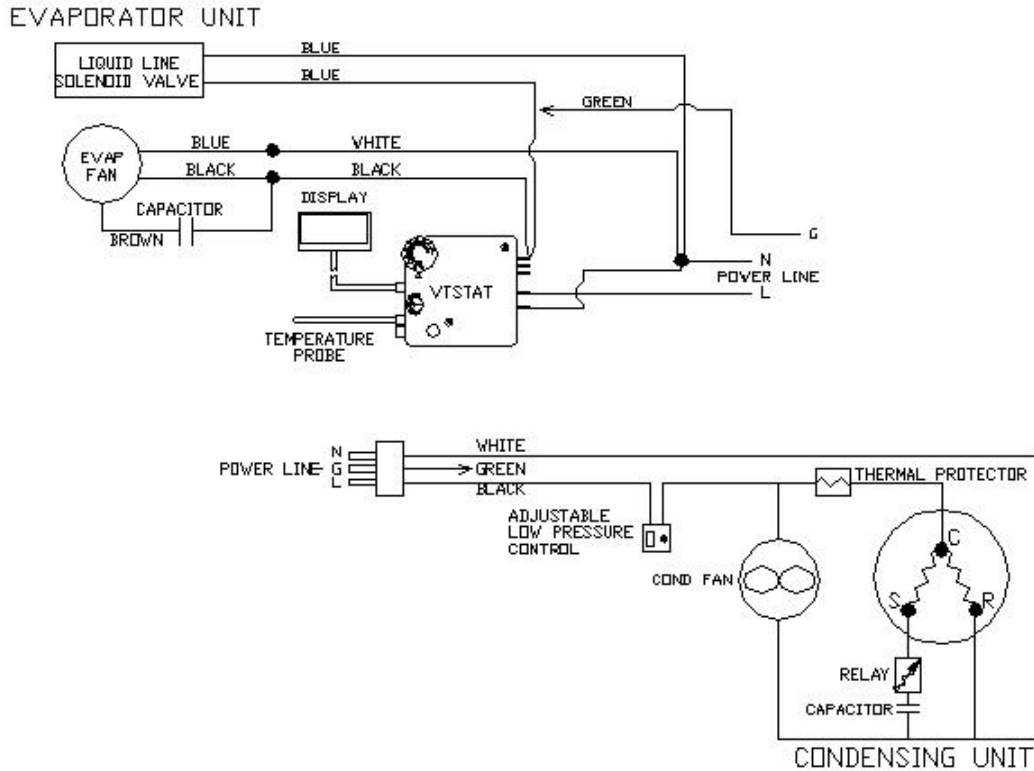 EVAPORATOR UNIT
BLUE
LIQUID LINE
SOLENOID VALVE
BLUE
GREEN
BLUE
WHITE
EVAP
FAN
BLACK
BLACK
DISPLAY
CAPACITOR
BROWN
G
N
POWER LINE
L
VTSTAT
TEMPERATURE
PROBE
WHITE
N
POWER LINE
G
GREEN
L
BLACK
THERMAL PROTECTOR
ADJUSTABLE
LOW PRESSURE
CONTROL
C
COND FAN
S
R
RELAY
CAPACITOR
CONDENSING UNIT